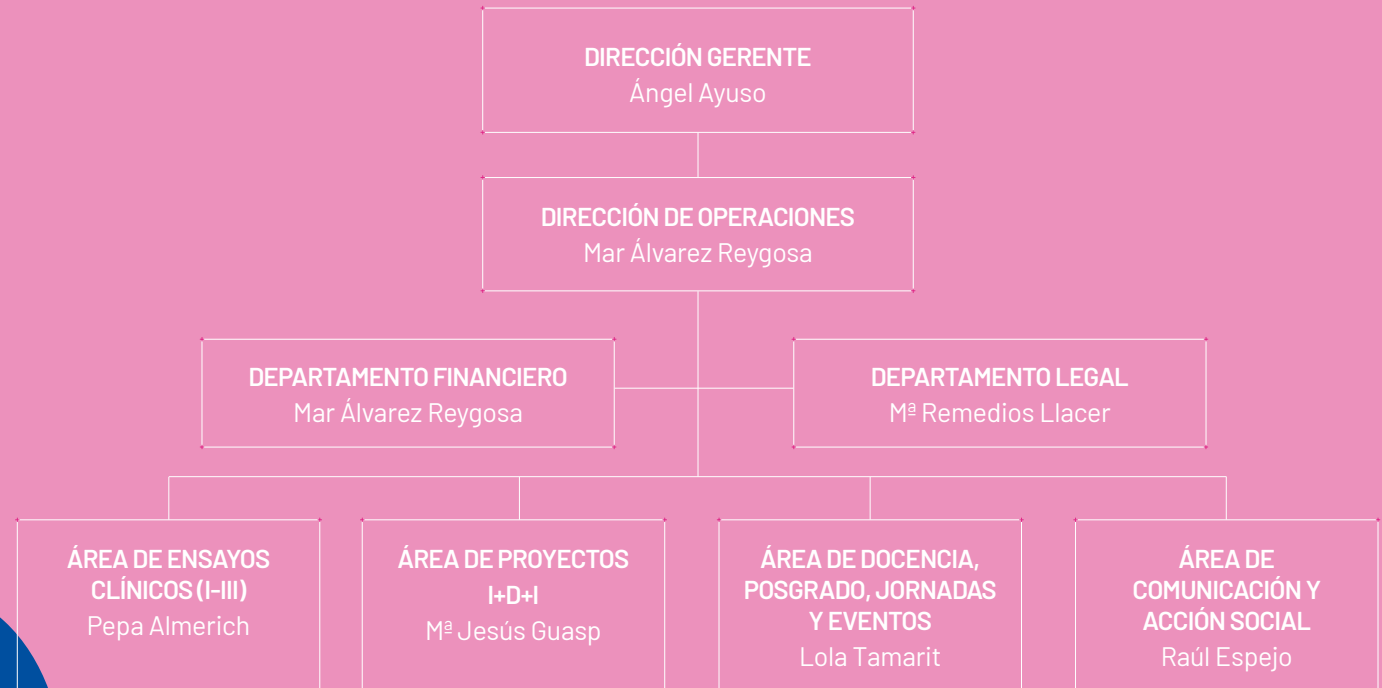 DIRECCIÓN GERENTE
Ángel Ayuso
DIRECCIÓN DE OPERACIONES
Mar Álvarez Reygosa
DEPARTAMENTO FINANCIERO
Mar Álvarez Reygosa
DEPARTAMENTO LEGAL
Mª Remedios Llacer
ÁREA DE ENSAYOS
CLÍNICOS (I-III)
Pepa Almerich
ÁREA DE PROYECTOS
I+D+I
Mª Jesús Guasp
ÁREA DE DOCENCIA,
POSGRADO, JORNADAS
Y EVENTOS
Lola Tamarit
ÁREA DE
COMUNICACIÓN Y
ACCIÓN SOCIAL
Raúl Espejo